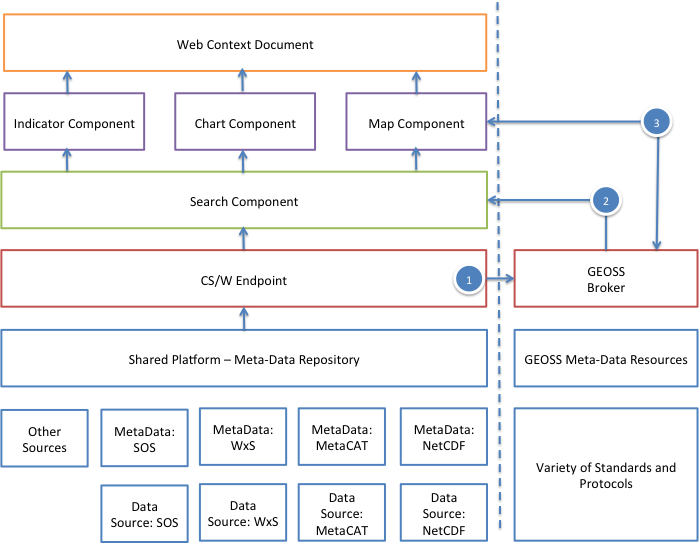 Web Context Document
Indicator Component
Chart Component
Map Component
3
Search Component
2
CS/W Endpoint
1
GEOSS
Broker
Shared Platform – Meta-Data Repository
GEOSS Meta-Data Resources
Other
Sources
MetaData:
SOS
MetaData:
WxS
MetaData:
MetaCAT
MetaData:
NetCDF
Variety of Standards and
Protocols
Data
Source: SOS
Data
Source: WxS
Data
Source:
MetaCAT
Data
Source:
NetCDF